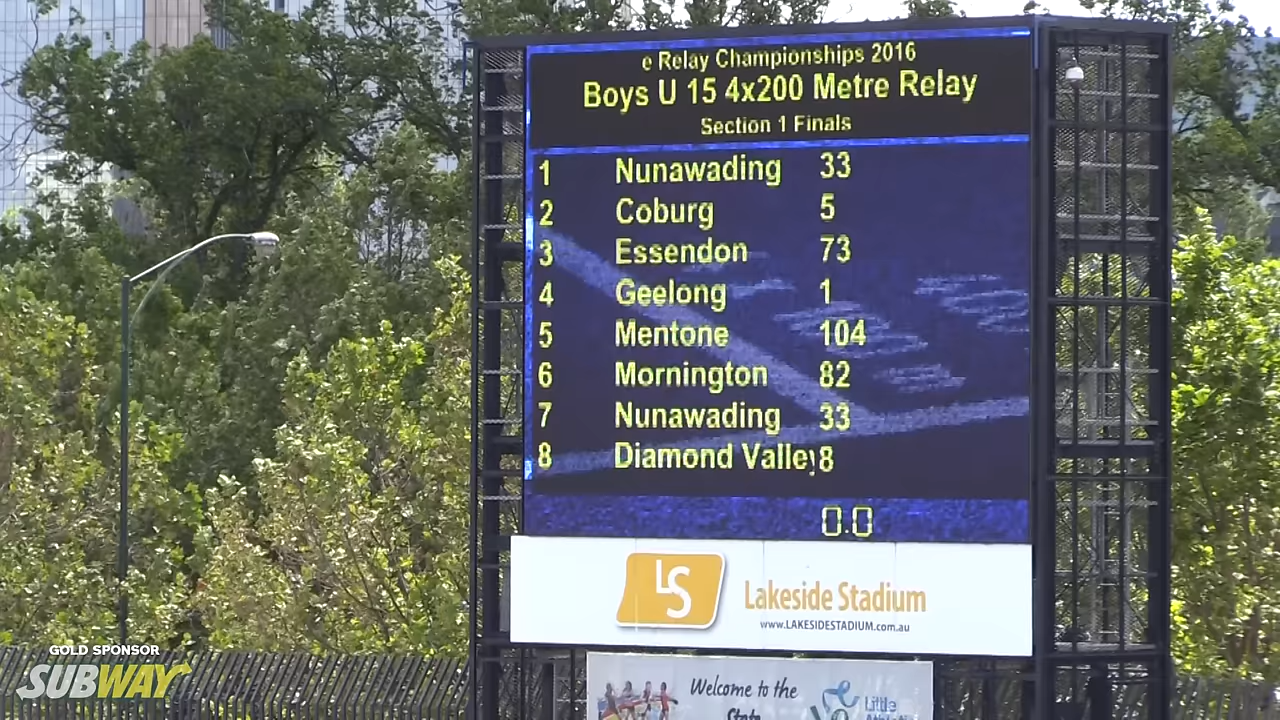 e Relay Championships 2016
Boys U 15 4x200 Metre Relay
Section 1 Finals
1 Nunawading 33
2 Coburg 5
3 Essendon 73
4 Geelong 1
5 Mentone 104
6 Mornington 82
7 Nunawading 33
8 Diamond Valley 8
0.0
LS Lakeside Stadium
www.LAKESIDESTADIUM.com.au
GOLD SPONSOR
SUBWAY
Welcome to the
State
Little